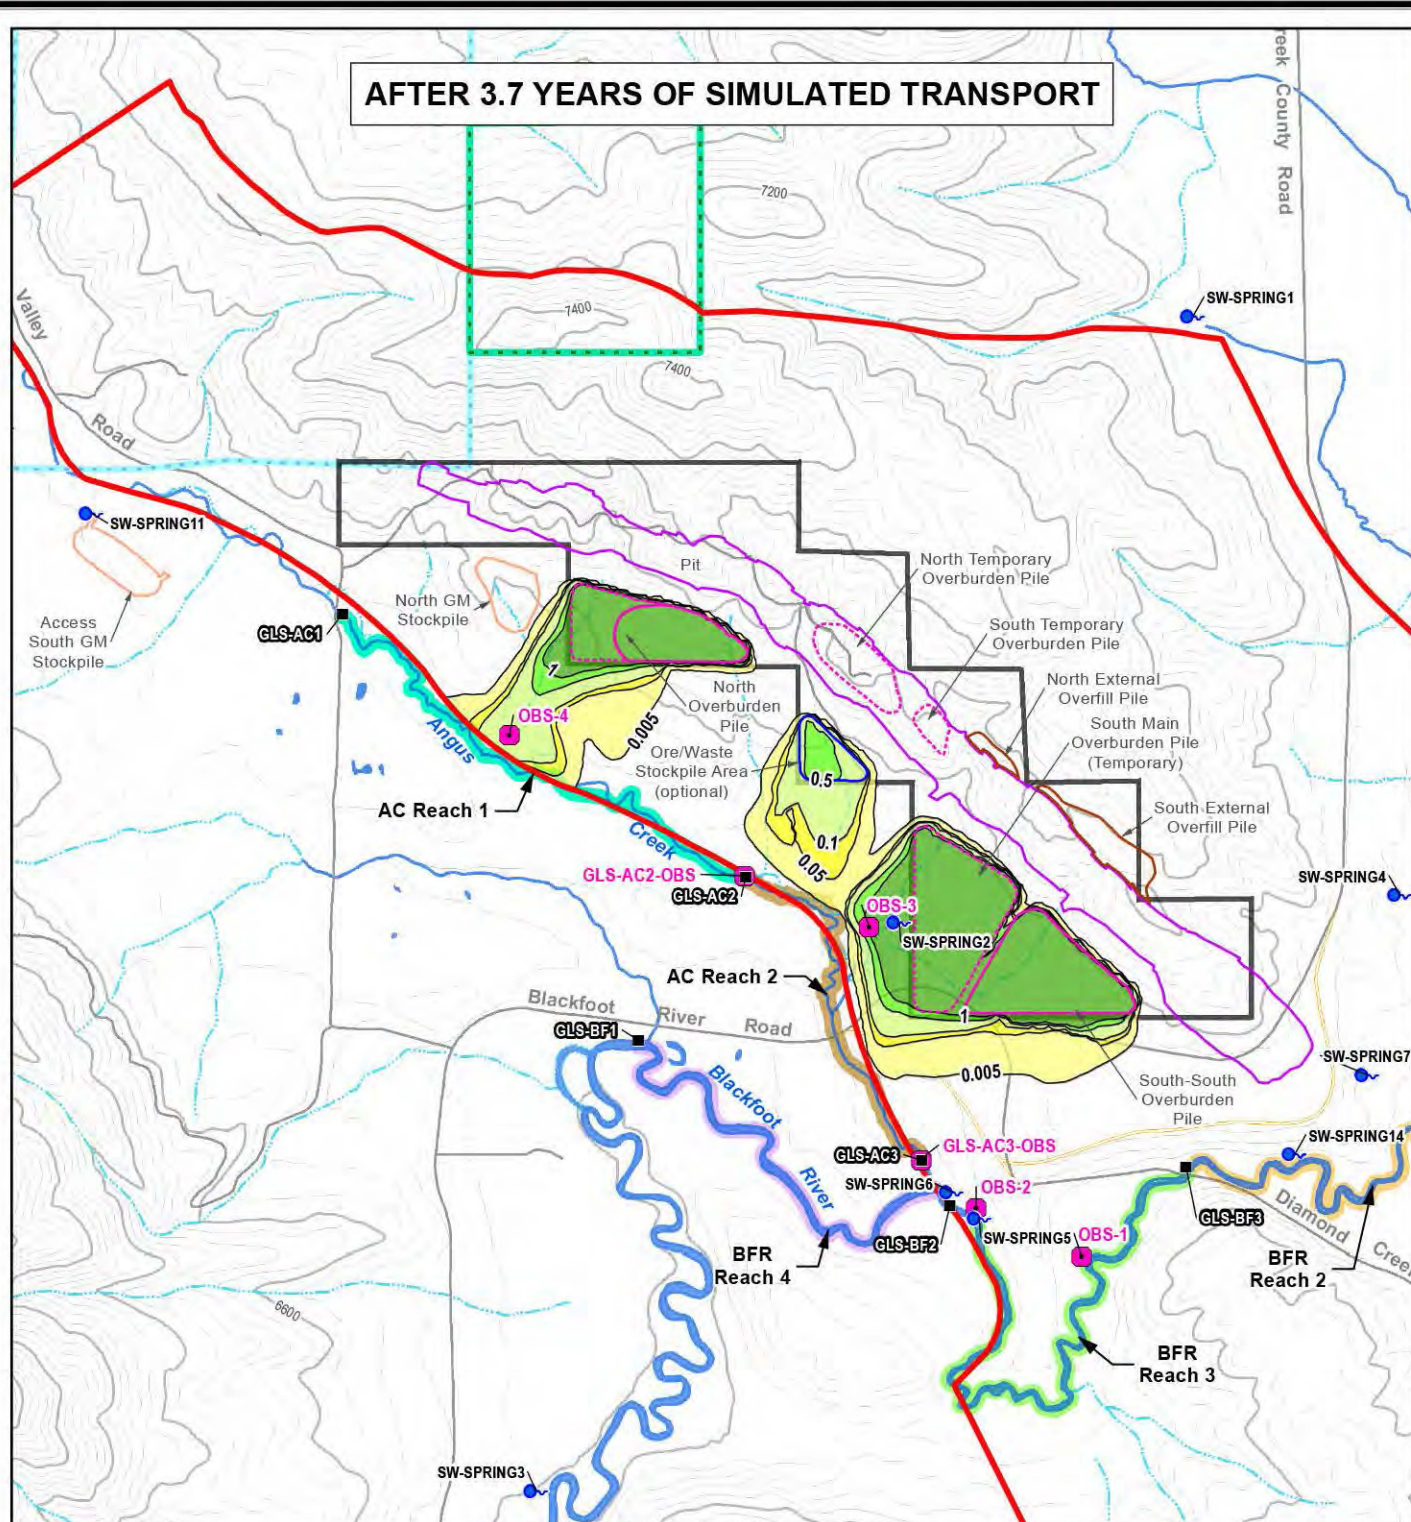 AFTER 3.7 YEARS OF SIMULATED TRANSPORT
reek County Road
7200
SW-SPRING1
7400
Valley
7400
Road
SW-SPRING11
Pit
North Temporary
Overburden Pile
North GM
Stockpile
Access
South GM
Stockpile
GLS-AC1
South Temporary
Overburden Pile
1
North
Overburden
Pile
North External
Overfill Pile
OBS-4
0.005
South Main
Overburden Pile
(Temporary)
Angus
Ore/Waste
Stockpile Area
(optional)
0.5
AC Reach 1
South External
Overfill Pile
Creek
0.1
0.05
GLS-AC2-OBS
GLS-AC2
SW-SPRING4
OBS-3
SW-SPRING2
AC Reach 2
Blackfoot River Road
1
GLS-BF1
SW-SPRING7
Blackfoot
0.005
South-South
Overburden
Pile
SW-SPRING14
GLS-AC3
GLS-AC3-OBS
River
SW-SPRING6
OBS-2
GLS-BF3
Diamond
Creek
SW-SPRING5
OBS-1
GLS-BF2
BFR
Reach 4
BFR
Reach 2
6600
BFR
Reach 3
SW-SPRING3